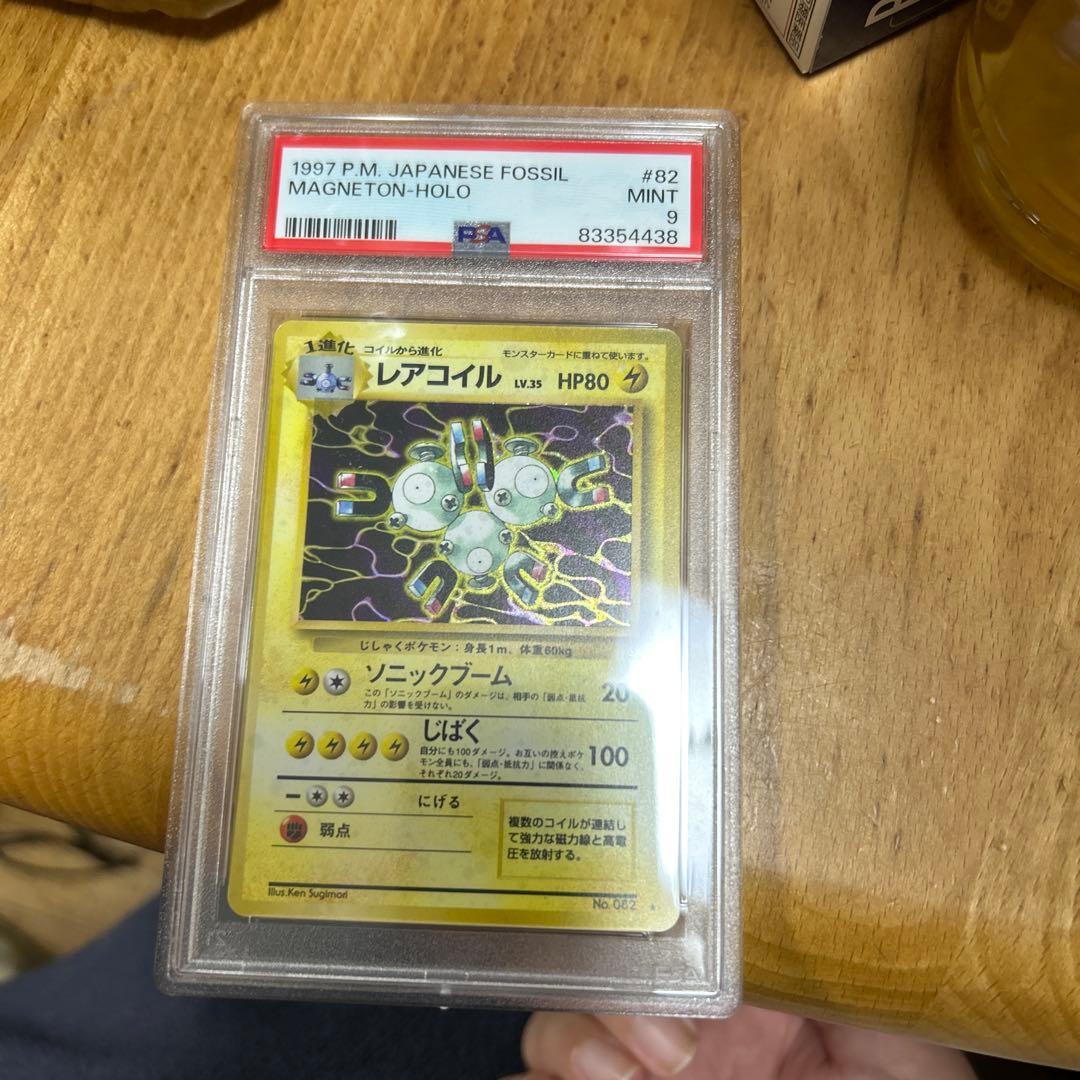 1997 P.M. JAPANESE FOSSIL #82
MAGNETON-HOLO MINT
9
PSA 83354438
1進化 コイルから進化 モンスターカードに重ねて使います。
レアコイル LV.35 HP80
じしゃくポケモン：身長1m、体重60kg
ソニックブーム 20
この「ソニックブーム」のダメージは、相手の「弱点・抵抗
力」の影響を受けない。
じばく 100
自分にも100ダメージ。お互いの控えポケ
モン全員にも、「弱点・抵抗力」に関係なく、
それぞれ20ダメージ。
にげる
弱点
複数のコイルが連結し
て強力な磁力線と高電
圧を放射する。
Illus.Ken Sugimori No. 082